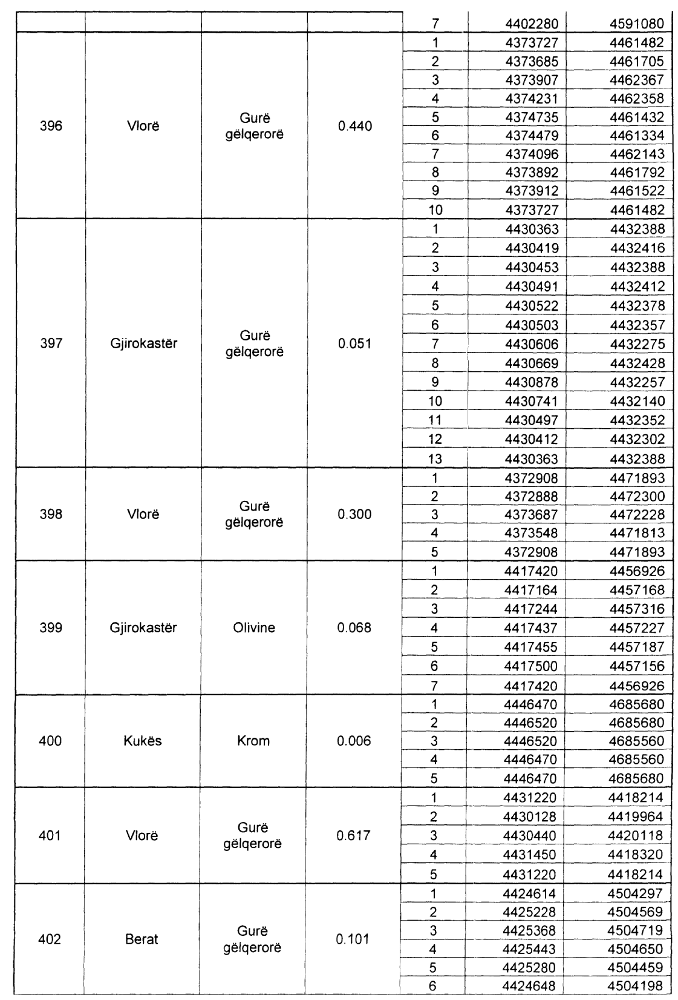 7 4402280 4591080
1 4373727 4461482
2 4373685 4461705
3 4373907 4462367
4 4374231 4462358
396 Vlorë Gurë gëlqerorë 0.440 5 4374735 4461432
6 4374479 4461334
7 4374096 4462143
8 4373892 4461792
9 4373912 4461522
10 4373727 4461482
1 4430363 4432388
2 4430419 4432416
3 4430453 4432388
4 4430491 4432412
5 4430522 4432378
6 4430503 4432357
397 Gjirokastër Gurë gëlqerorë 0.051 7 4430606 4432275
8 4430669 4432428
9 4430878 4432257
10 4430741 4432140
11 4430497 4432352
12 4430412 4432302
13 4430363 4432388
1 4372908 4471893
2 4372888 4472300
398 Vlorë Gurë gëlqerorë 0.300 3 4373687 4472228
4 4373548 4471813
5 4372908 4471893
1 4417420 4456926
2 4417164 4457168
3 4417244 4457316
399 Gjirokastër Olivine 0.068 4 4417437 4457227
5 4417455 4457187
6 4417500 4457156
7 4417420 4456926
1 4446470 4685680
2 4446520 4685680
400 Kukës Krom 0.006 3 4446520 4685560
4 4446470 4685560
5 4446470 4685680
1 4431220 4418214
2 4430128 4419964
401 Vlorë Gurë gëlqerorë 0.617 3 4430440 4420118
4 4431450 4418320
5 4431220 4418214
1 4424614 4504297
2 4425228 4504569
402 Berat Gurë gëlqerorë 0.101 3 4425368 4504719
4 4425443 4504650
5 4425280 4504459
6 4424648 4504198